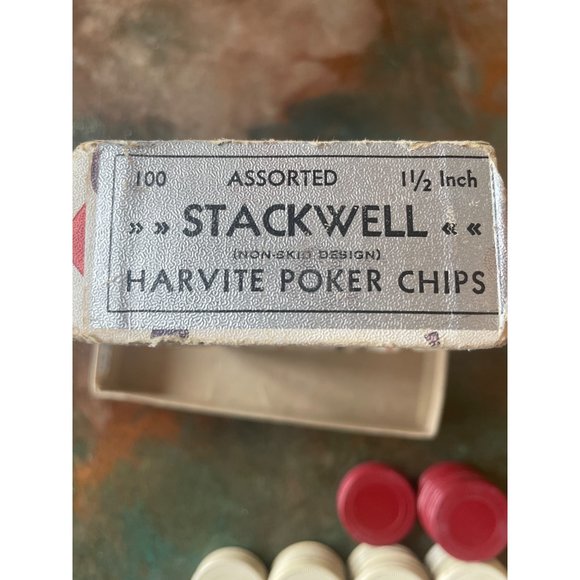 100 ASSORTED 1½ Inch
»» STACKWELL ««
(NON-SKID DESIGN)
HARVITE POKER CHIPS